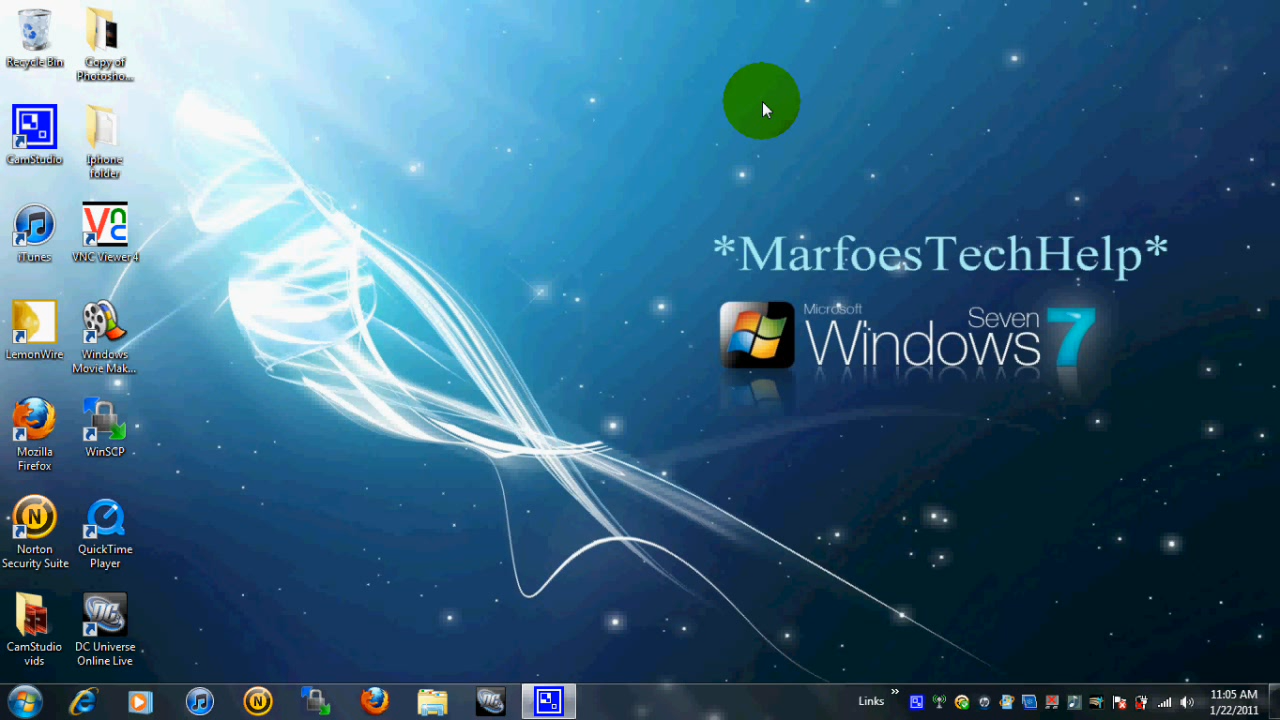 Recycle Bin
Copy of
Photosho...
CamStudio
Iphone
folder
iTunes
VNC Viewer 4
LemonWire
Windows
Movie Mak...
Mozilla
Firefox
WinSCP
Norton
Security Suite
QuickTime
Player
CamStudio
vids
DC Universe
Online Live
*MarfoesTechHelp*
Microsoft
Windows Seven 7
Links
11:05 AM
1/22/2011